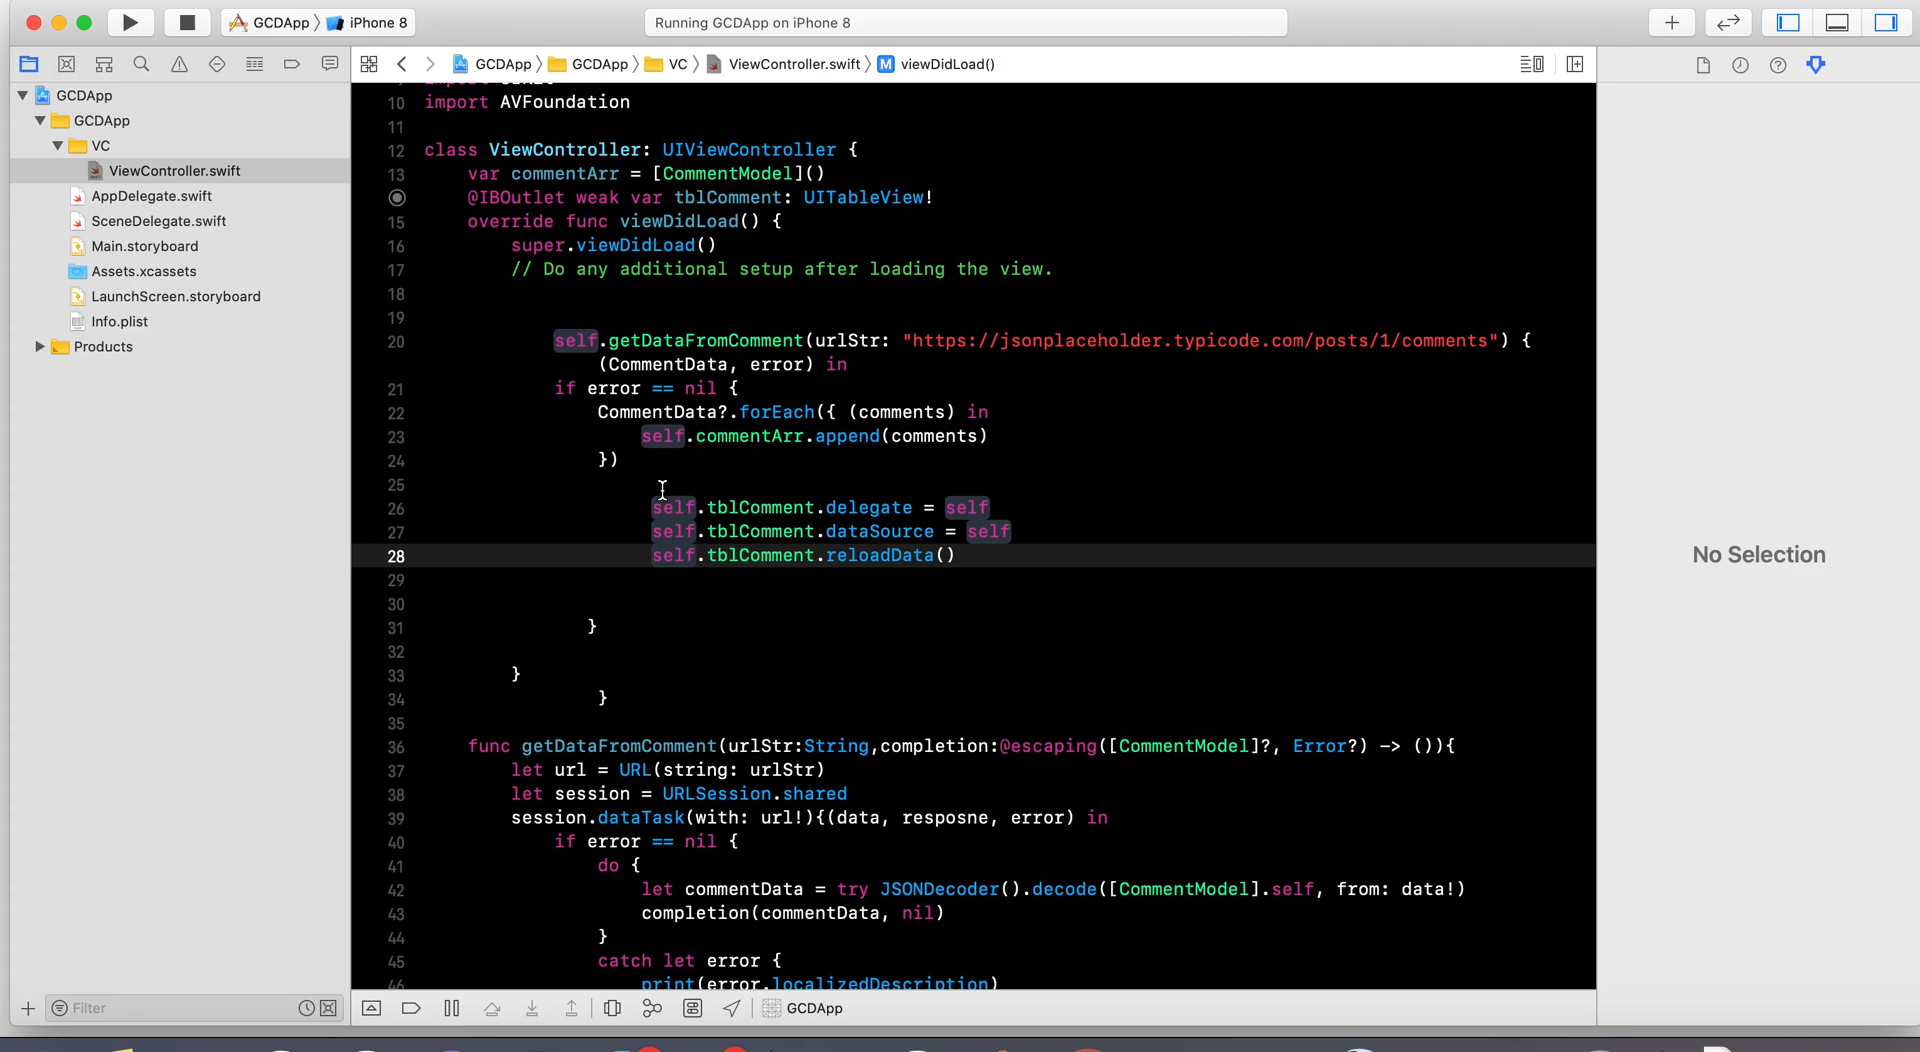 GCDApp > iPhone 8
Running GCDApp on iPhone 8
GCDApp > GCDApp > VC > ViewController.swift > M viewDidLoad()
GCDApp
GCDApp
VC
ViewController.swift
AppDelegate.swift
SceneDelegate.swift
Main.storyboard
Assets.xcassets
LaunchScreen.storyboard
Info.plist
Products
10 import AVFoundation
11
12 class ViewController: UIViewController {
13 var commentArr = [CommentModel]()
@IBOutlet weak var tblComment: UITableView!
15 override func viewDidLoad() {
16 super.viewDidLoad()
17 // Do any additional setup after loading the view.
18
19
20 self.getDataFromComment(urlStr: "https://jsonplaceholder.typicode.com/posts/1/comments") {
(CommentData, error) in
21 if error == nil {
22 CommentData?.forEach({ (comments) in
23 self.commentArr.append(comments)
24 })
25
26 self.tblComment.delegate = self
27 self.tblComment.dataSource = self
28 self.tblComment.reloadData()
29
30
31 }
32
33 }
34 }
35
36 func getDataFromComment(urlStr:String,completion:@escaping([CommentModel]?, Error?) -> ()){
37 let url = URL(string: urlStr)
38 let session = URLSession.shared
39 session.dataTask(with: url!){(data, resposne, error) in
40 if error == nil {
41 do {
42 let commentData = try JSONDecoder().decode([CommentModel].self, from: data!)
43 completion(commentData, nil)
44 }
45 catch let error {
46 print(error.localizedDescription)
No Selection
Filter
GCDApp